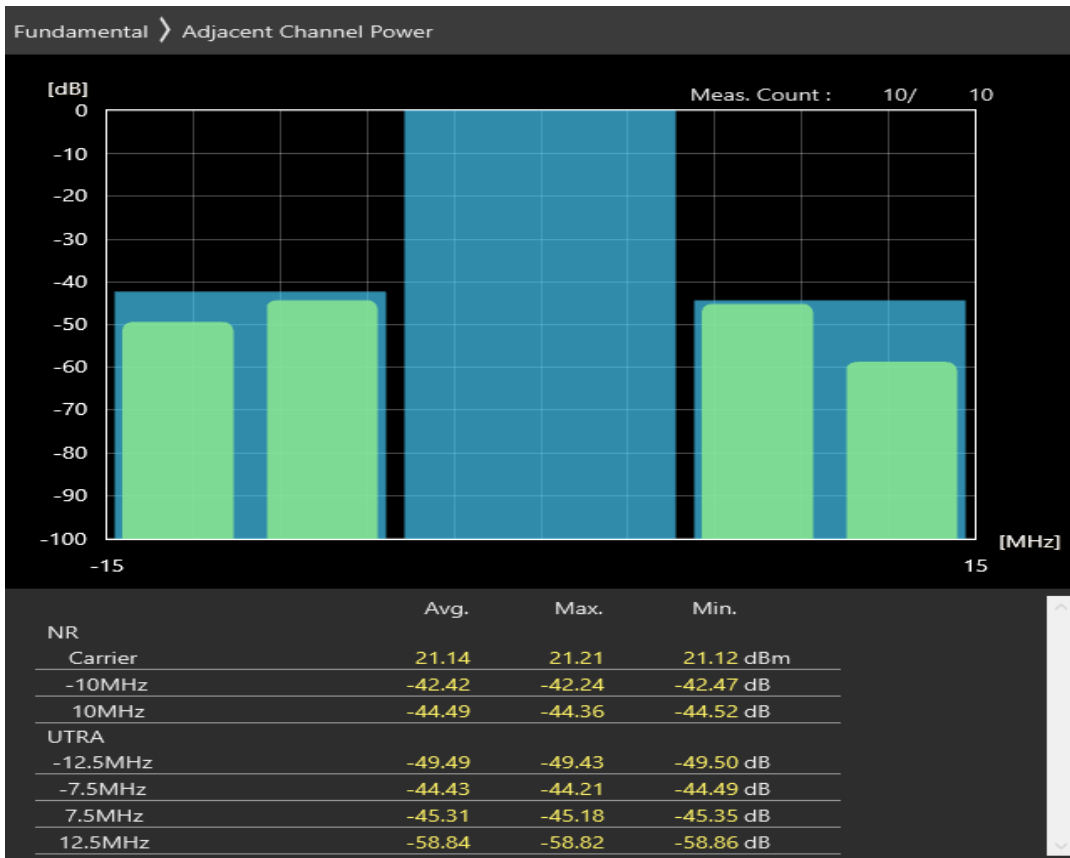 Fundamental 〉 Adjacent Channel Power
[dB]
Meas. Count : 10/ 10
0
-10
-20
-30
-40
-50
-60
-70
-80
-90
-100
[MHz]
-15 15
Avg. Max. Min.
NR
Carrier 21.14 21.21 21.12 dBm
-10MHz -42.42 -42.24 -42.47 dB
10MHz -44.49 -44.36 -44.52 dB
UTRA
-12.5MHz -49.49 -49.43 -49.50 dB
-7.5MHz -44.43 -44.21 -44.49 dB
7.5MHz -45.31 -45.18 -45.35 dB
12.5MHz -58.84 -58.82 -58.86 dB